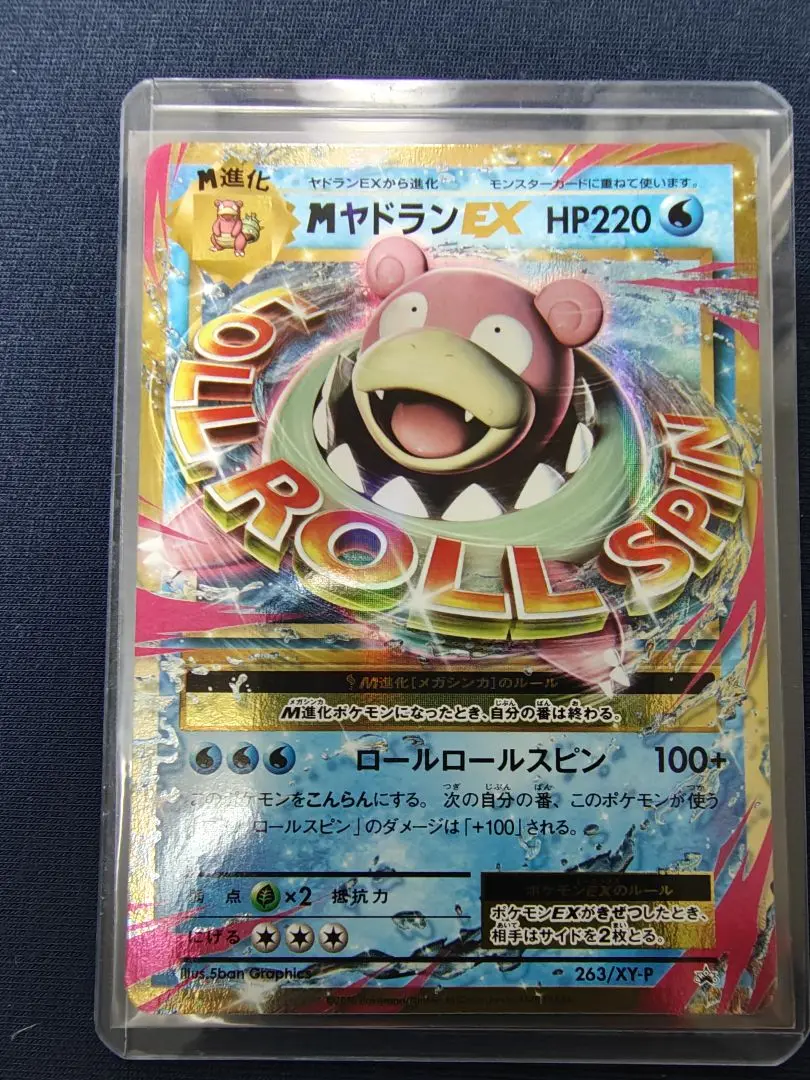 M進化
ヤドランEXから進化
モンスターカードに重ねて使います。
MヤドランEX HP220
ROLL ROLL SPIN
M進化[メガシンカ]のルール
M進化ポケモンになったとき、自分の番は終わる。
ロールロールスピン 100+
このポケモンをこんらんにする。次の自分の番、このポケモンが使う
ロールスピン」のダメージは「+100」される。
弱点 ×2 抵抗力
にげる
ポケモンEXのルール
ポケモンEXがきぜつしたとき、
相手はサイドを2枚とる。
Illus.5ban Graphics
263/XY-P